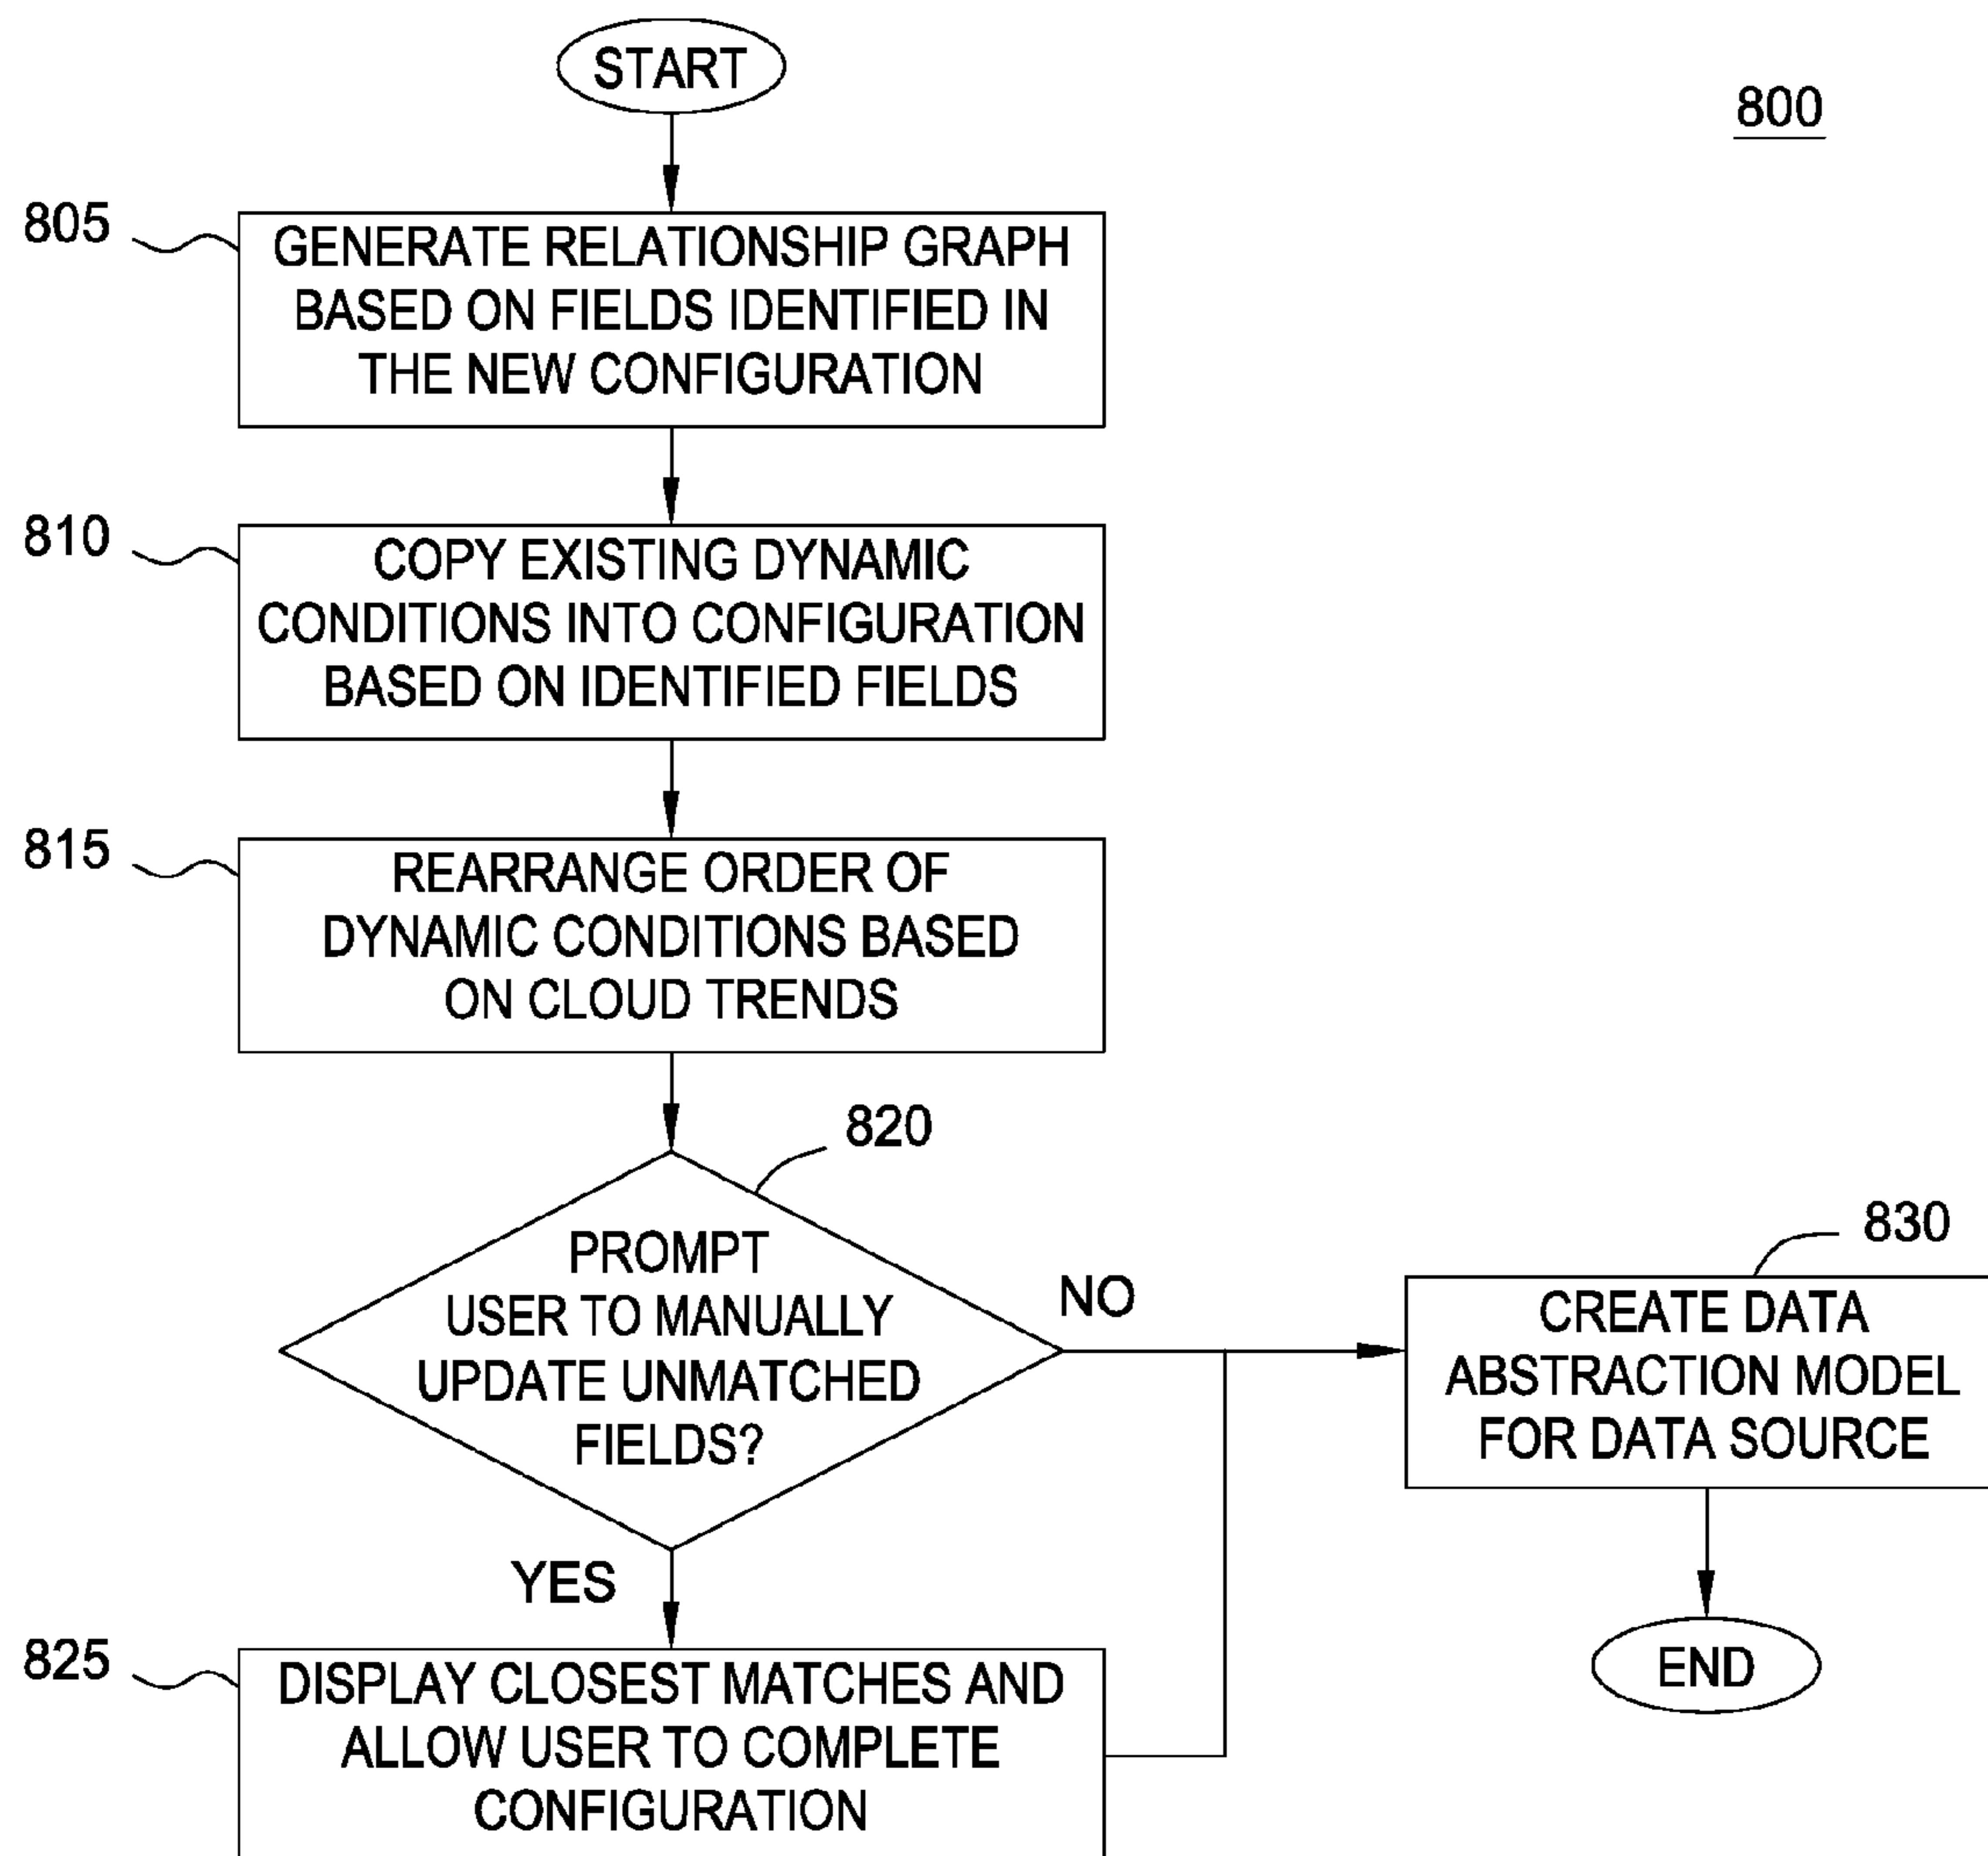 START
800
805
GENERATE RELATIONSHIP GRAPH
BASED ON FIELDS IDENTIFIED IN
THE NEW CONFIGURATION
810
COPY EXISTING DYNAMIC
CONDITIONS INTO CONFIGURATION
BASED ON IDENTIFIED FIELDS
815
REARRANGE ORDER OF
DYNAMIC CONDITIONS BASED
ON CLOUD TRENDS
820
PROMPT
USER TO MANUALLY
UPDATE UNMATCHED
FIELDS?
NO
YES
825
DISPLAY CLOSEST MATCHES AND
ALLOW USER TO COMPLETE
CONFIGURATION
830
CREATE DATA
ABSTRACTION MODEL
FOR DATA SOURCE
END